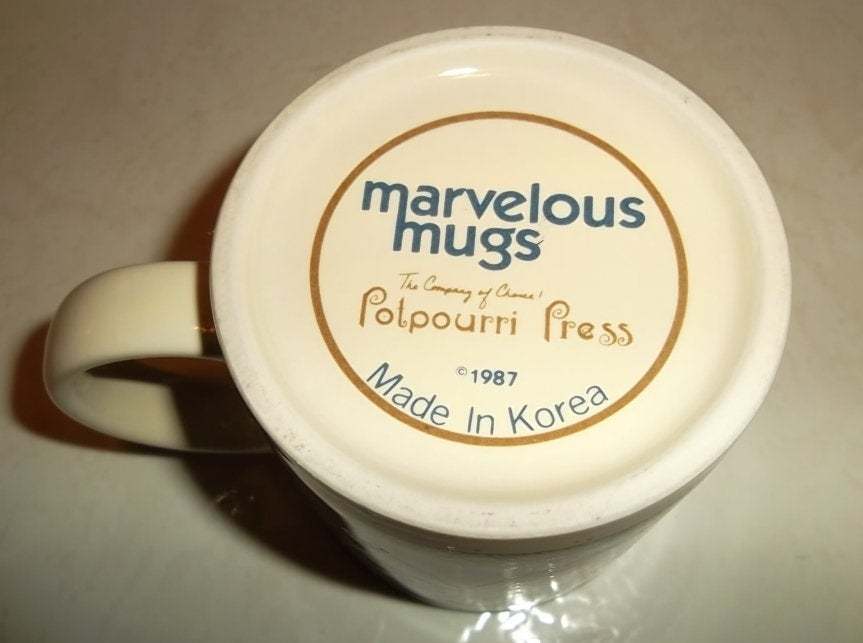 marvelous
mugs
The Company of Choice!
Potpourri Press
© 1987
Made In Korea